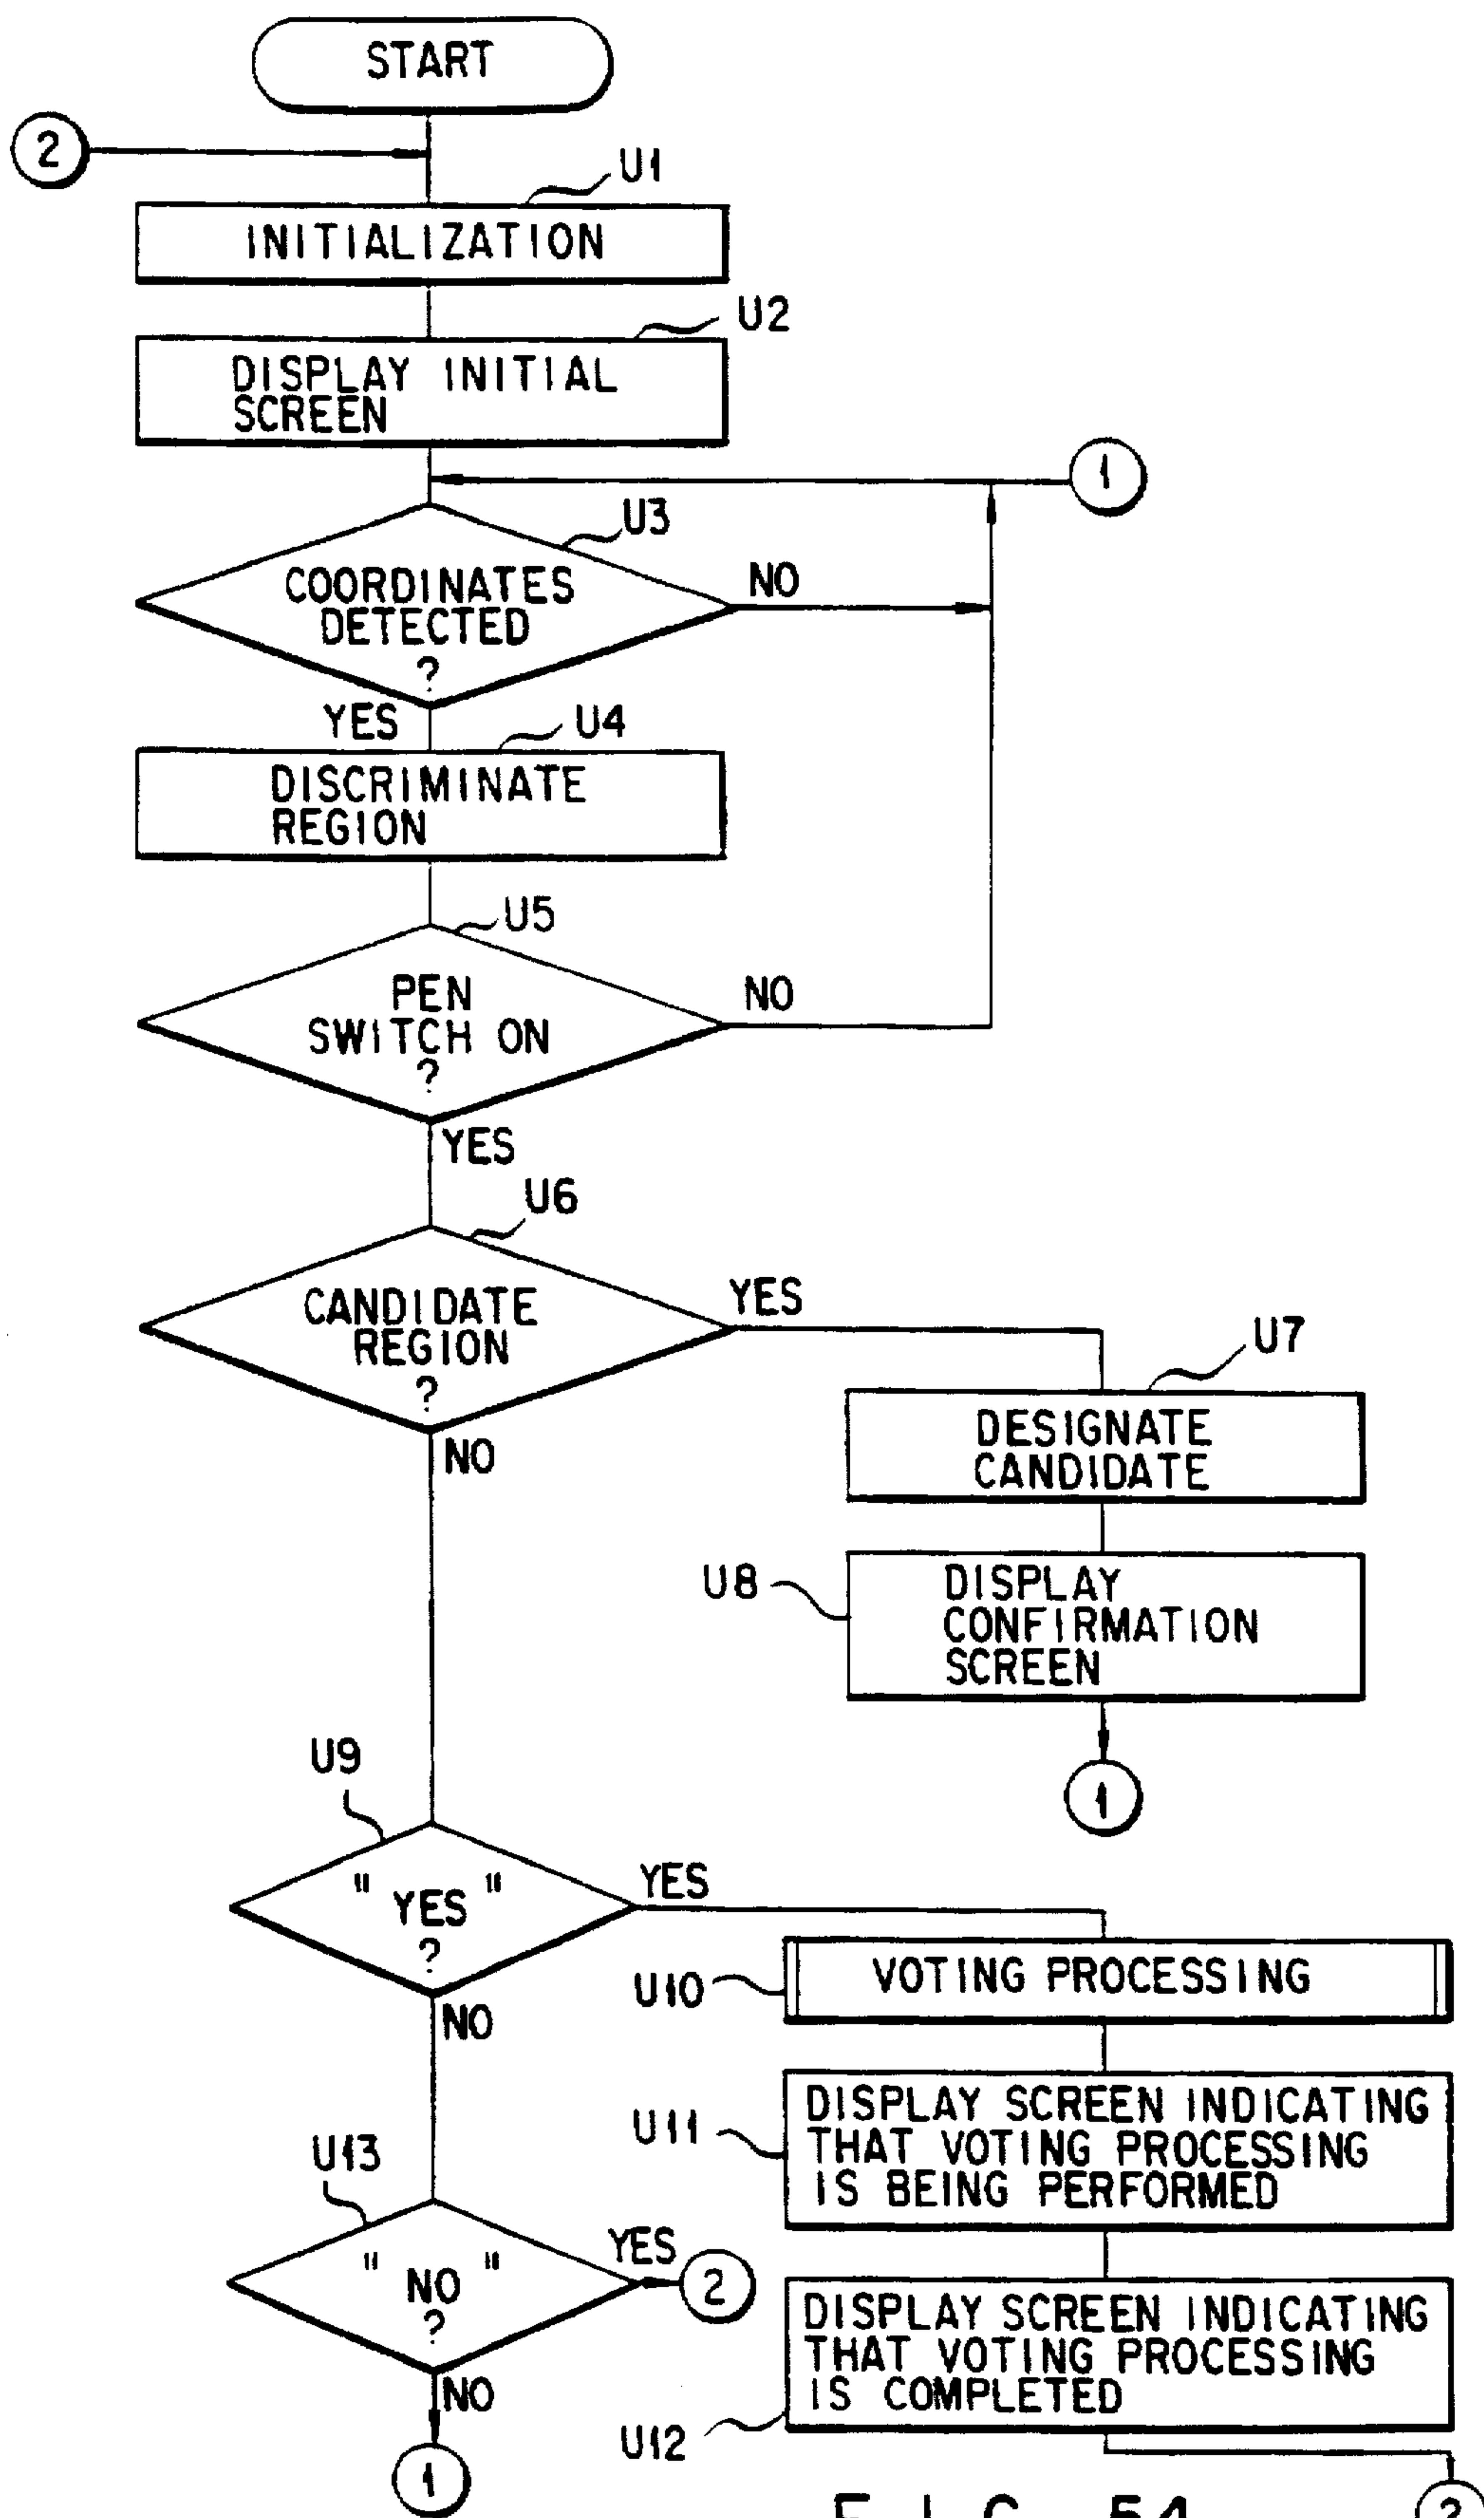 START
2
U1
INITIALIZATION
U2
DISPLAY INITIAL
SCREEN
1
U3
COORDINATES
DETECTED
?
NO
YES
U4
DISCRIMINATE
REGION
U5
PEN
SWITCH ON
?
NO
YES
U6
CANDIDATE
REGION
?
YES
NO
U7
DESIGNATE
CANDIDATE
U8
DISPLAY
CONFIRMATION
SCREEN
1
U9
" YES "
?
YES
NO
U10
VOTING PROCESSING
U11
DISPLAY SCREEN INDICATING
THAT VOTING PROCESSING
IS BEING PERFORMED
U13
" NO "
?
YES
2
NO
1
DISPLAY SCREEN INDICATING
THAT VOTING PROCESSING
IS COMPLETED
U12